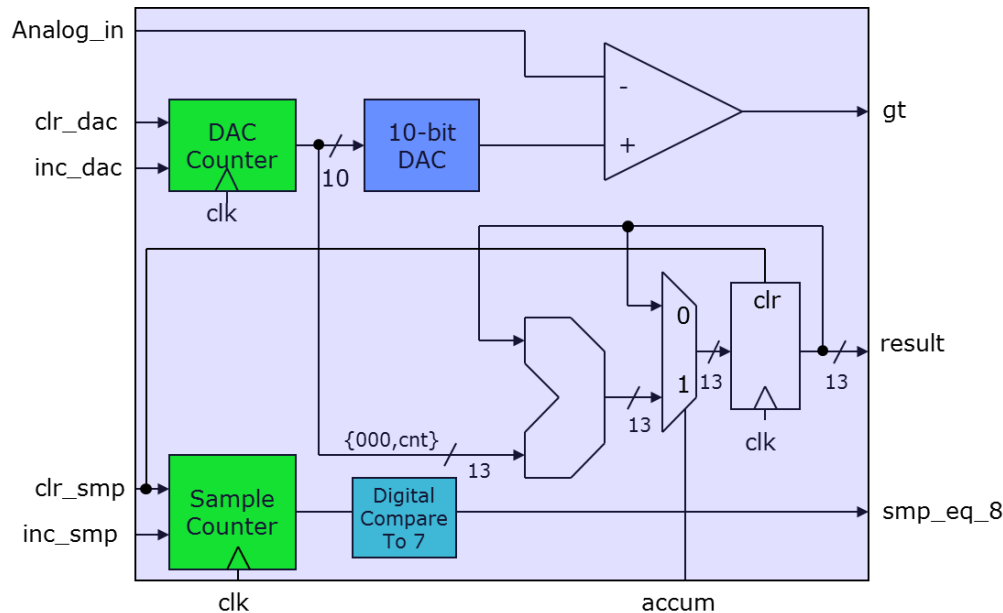 Analog_in
-
gt
clr_dac
DAC
Counter
10-bit
DAC
+
inc_dac
10
clk
clr
0
result
1
13
13
13
clk
{000,cnt}
13
clr_smp
Sample
Counter
Digital
Compare
To 7
smp_eq_8
inc_smp
clk
accum